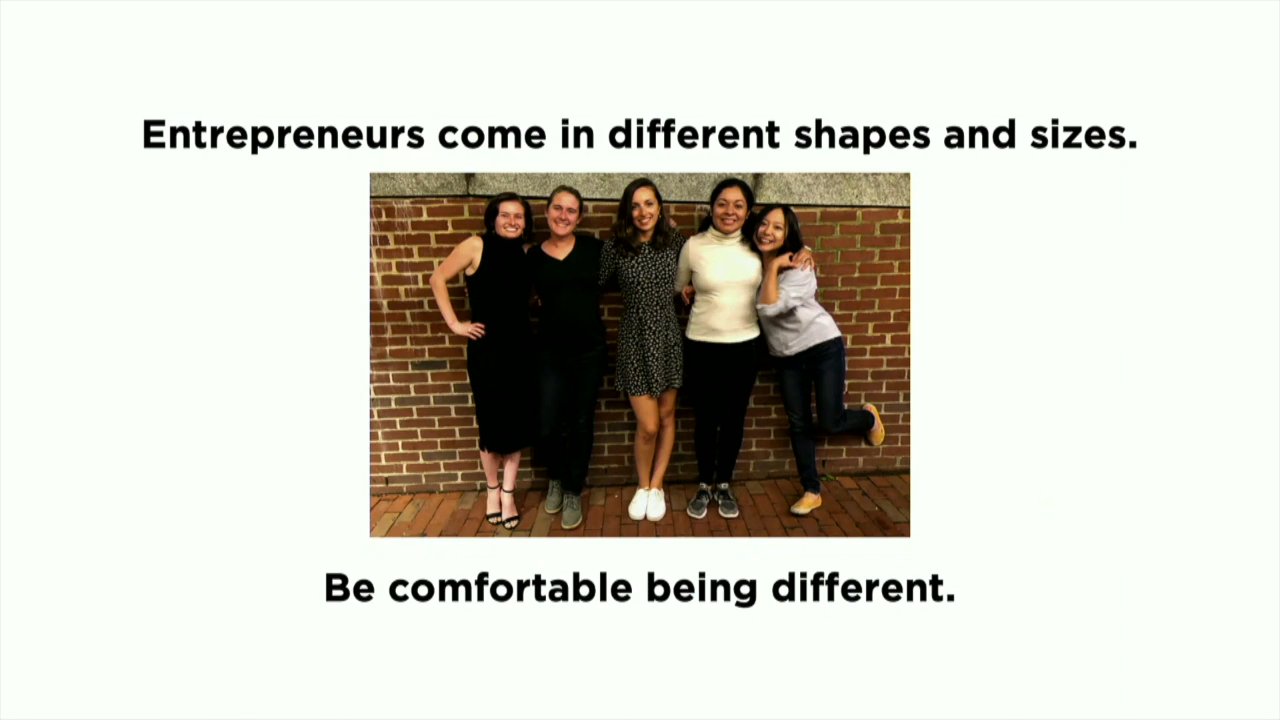 Entrepreneurs come in different shapes and sizes.
Be comfortable being different.